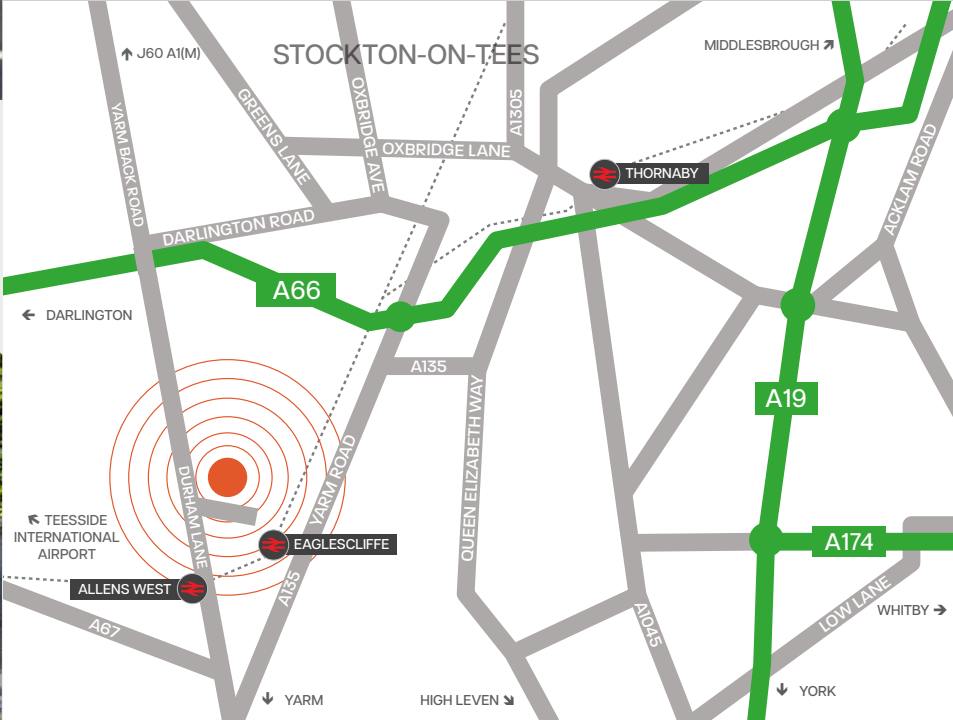 J60 A1(M)
STOCKTON-ON-TEES
MIDDLESBROUGH
YARM BACK ROAD
GREENS LANE
OXBRIDGE AVE
A1305
OXBRIDGE LANE
THORNABY
ACKLAM ROAD
DARLINGTON ROAD
A66
DARLINGTON
A135
QUEEN ELIZABETH WAY
A19
DURHAM LANE
YARM ROAD
TEESSIDE
INTERNATIONAL
AIRPORT
EAGLESCLIFFE
A174
ALLENS WEST
A135
A67
A1045
LOW LANE
WHITBY
YARM
HIGH LEVEN
YORK